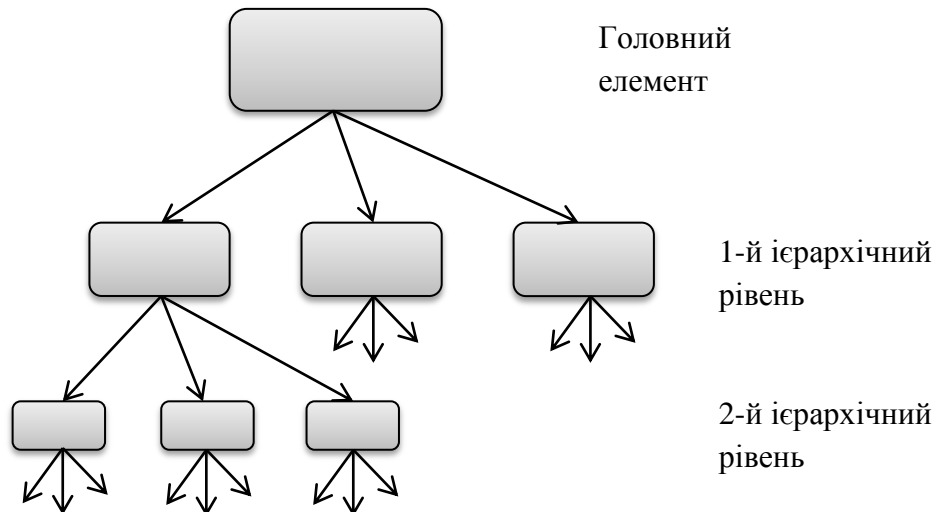 Головний
елемент
1-й ієрархічний
рівень
2-й ієрархічний
рівень